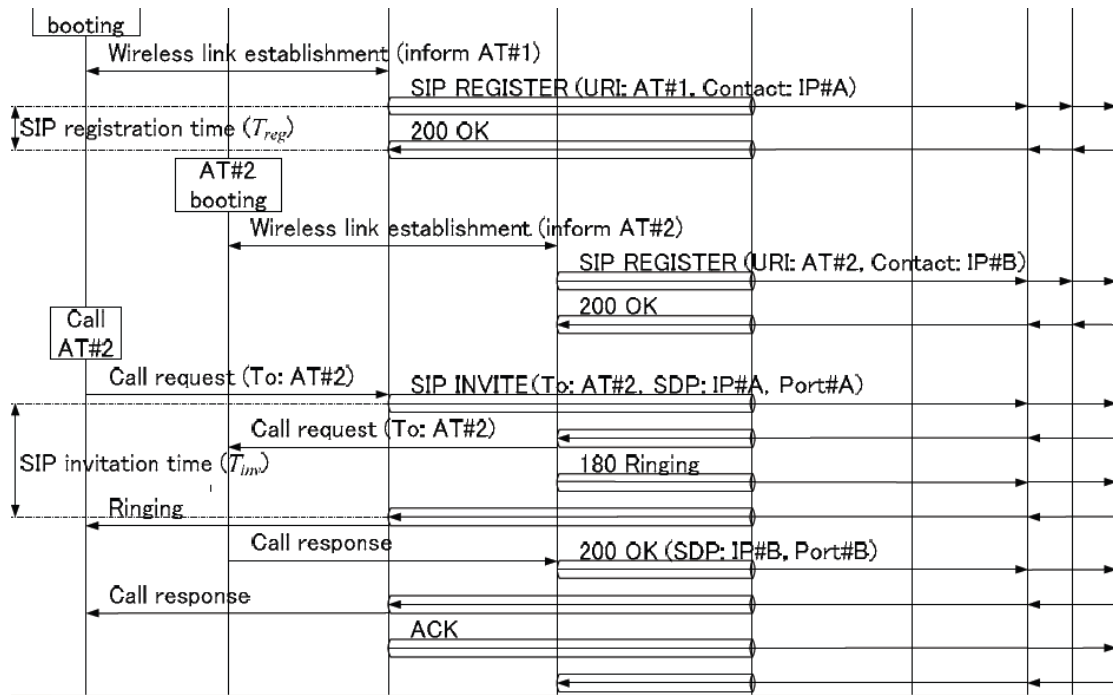 booting
Wireless link establishment (inform AT#1)
SIP REGISTER (URI: AT#1, Contact: IP#A)
SIP registration time (Treg)
200 OK
AT#2
booting
Wireless link establishment (inform AT#2)
SIP REGISTER (URI: AT#2, Contact: IP#B)
200 OK
Call
AT#2
Call request (To: AT#2)
SIP INVITE(To: AT#2, SDP: IP#A, Port#A)
Call request (To: AT#2)
SIP invitation time (Tinv)
180 Ringing
Ringing
Call response
200 OK (SDP: IP#B, Port#B)
Call response
ACK